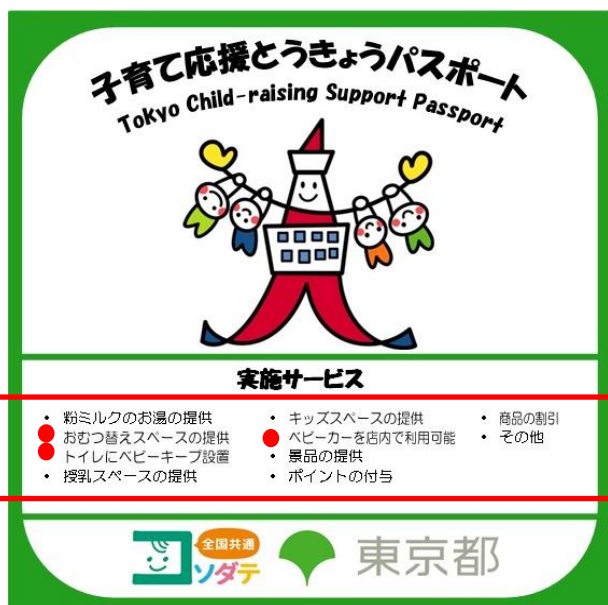 子育て応援とうきょうパスポート
Tokyo Child-raising Support Passport
実施サービス
・ 粉ミルクのお湯の提供
おむつ替えスペースの提供
トイレにベビーキープ設置
・ 授乳スペースの提供
・ キッズスペースの提供
ベビーカーを店内で利用可能
・ 景品の提供
・ ポイントの付与
・ 商品の割引
・ その他
全国共通
コソダテ
東京都